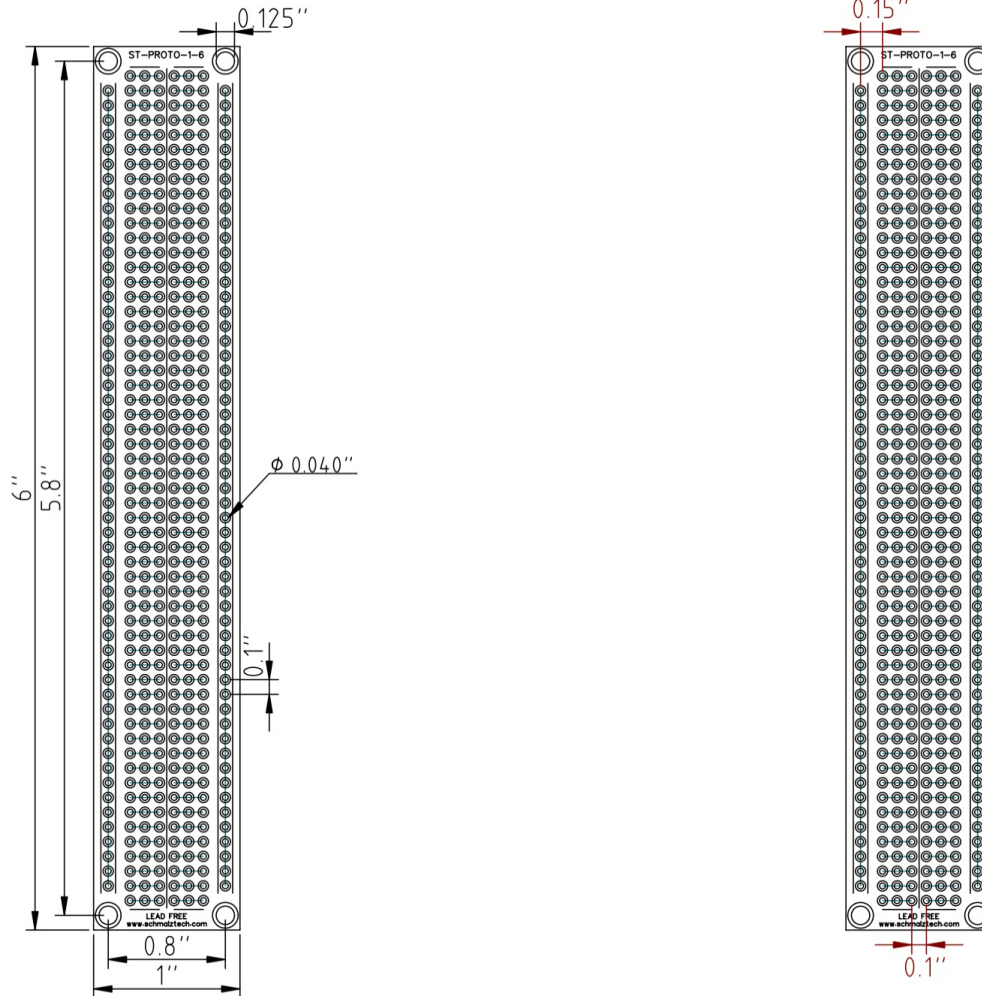 0.125''
ST-PROTO-1-6
6''
5.8''
ϕ 0.040''
0.1''
LEAD FREE
www.schmalztech.com
0.8''
1''
0.15''
ST-PROTO-1-6
LEAD FREE
www.schmalztech.com
0.1''